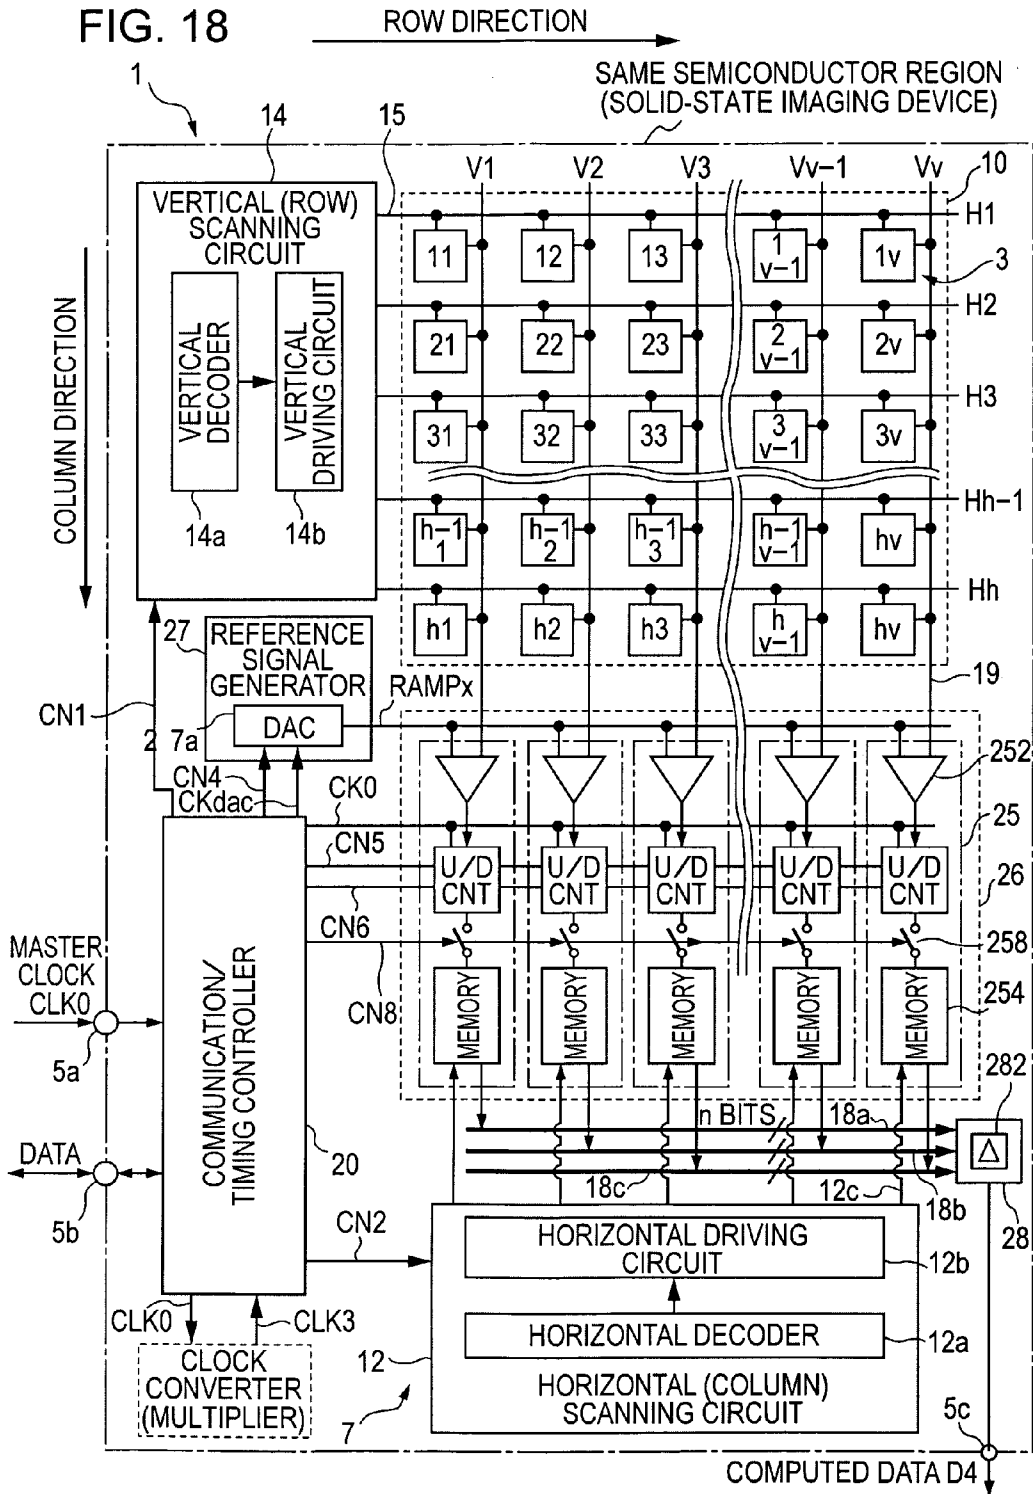 FIG. 18
ROW DIRECTION
SAME SEMICONDUCTOR REGION
(SOLID-STATE IMAGING DEVICE)
1
14
15
V1
V2
V3
Vv-1
Vv
10
VERTICAL (ROW)
SCANNING
CIRCUIT
H1
11
12
13
1
v-1
1v
3
COLUMN DIRECTION
VERTICAL
DECODER
VERTICAL
DRIVING CIRCUIT
H2
21
22
23
2
v-1
2v
H3
31
32
33
3
v-1
3v
14a
14b
Hh-1
h-1
1
h-1
2
h-1
3
h-1
v-1
hv
Hh
h1
h2
h3
h
v-1
hv
27
REFERENCE
SIGNAL
GENERATOR
RAMPx
19
CN1
2 7a
DAC
252
CN4
CKdac
CK0
25
CN5
U/D
CNT
U/D
CNT
U/D
CNT
U/D
CNT
U/D
CNT
26
CN6
258
MASTER
CLOCK
CLK0
CN8
MEMORY
MEMORY
MEMORY
MEMORY
MEMORY
254
5a
COMMUNICATION/
TIMING CONTROLLER
282
n BITS
18a
Δ
DATA
20
18c
12c
18b
28
5b
CN2
HORIZONTAL DRIVING
CIRCUIT
12b
CLK0
CLK3
HORIZONTAL DECODER
12a
12
CLOCK
CONVERTER
(MULTIPLIER)
HORIZONTAL (COLUMN)
SCANNING CIRCUIT
7
5c
COMPUTED DATA D4